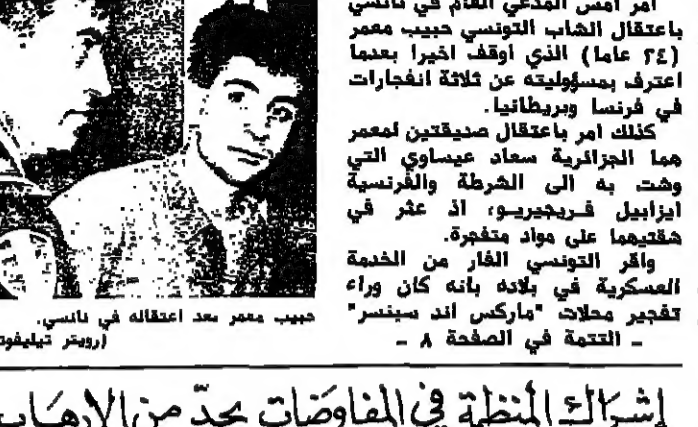 امر امس المدعي العام في نانسي
باعتقال الشاب التونسي حبيب معمر
(٢٤ عاما) الذي أوقف اخيرا بعدما
اعترف بمسؤوليته عن ثلاثة انفجارات
في فرنسا وبريطانيا.
كذلك امر باعتقال صديقتين لمعمر
هما الجزائرية سعاد عيساوي التي
وشت به الى الشرطة والفرنسية
ايزابيل فريجيريو، اذ عثر في
شقتيهما على مواد متفجرة.
واقر التونسي الفار من الخدمة
العسكرية في بلاده بانه كان وراء
تفجير محلات "ماركس اند سبنسر"
ـ التتمة في الصفحة ٨ ـ
حبيب معمر بعد اعتقاله في نانسي.
(رويتر تيليفوتو
إشراك المنظمة في المفاوضات يحدّ من الارهاب